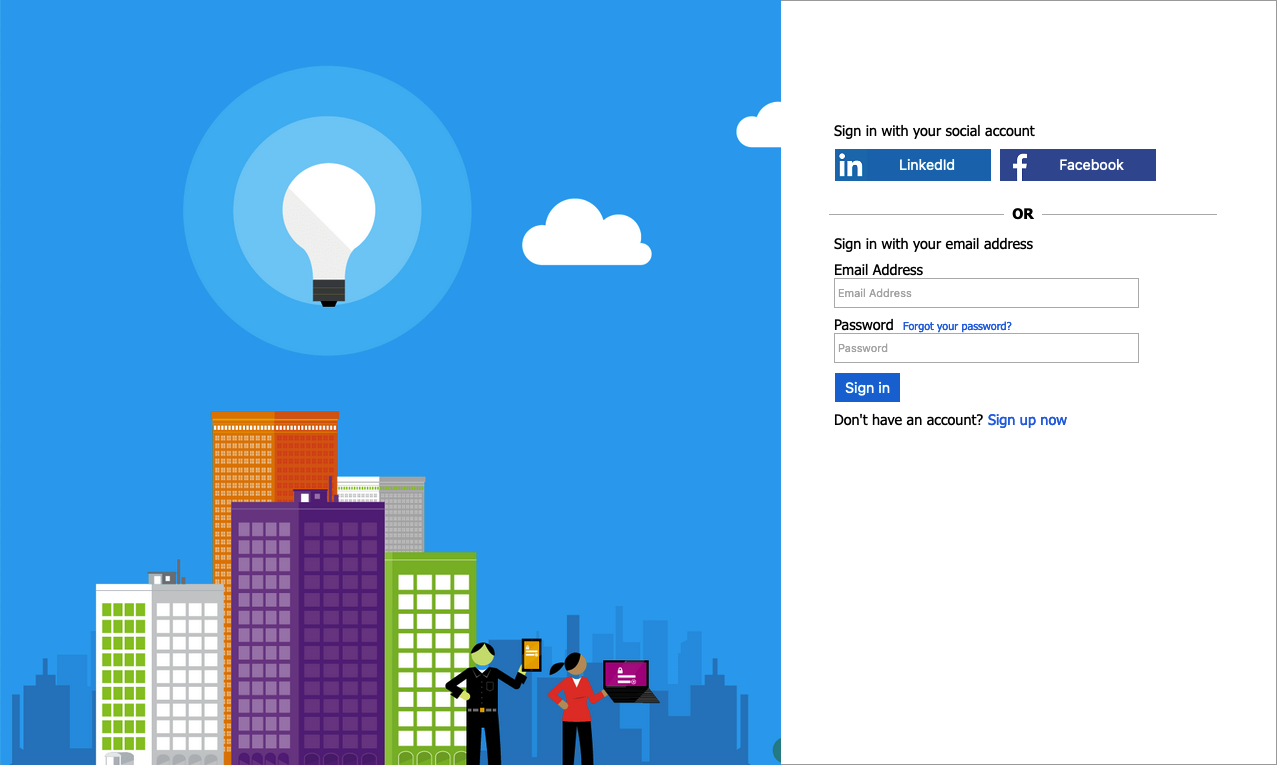 Sign in with your social account
in LinkedId f Facebook
OR
Sign in with your email address
Email Address
Email Address
Password Forgot your password?
Password
Sign in
Don't have an account? Sign up now